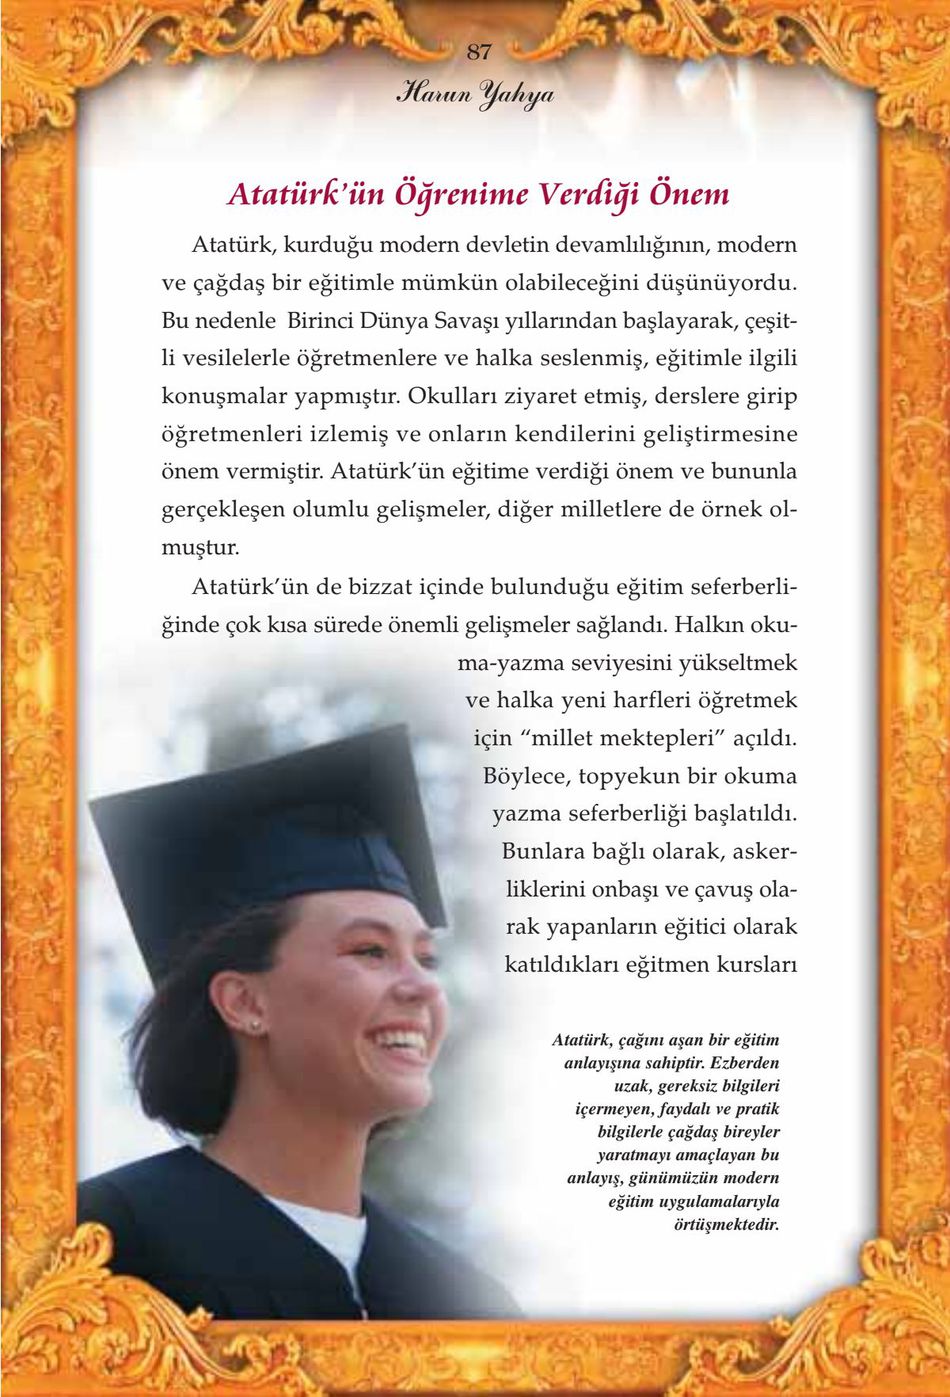 87
Harun Yahya
Atatürk'ün Öğrenime Verdiği Önem
Atatürk, kurduğu modern devletin devamlılığının, modern
ve çağdaş bir eğitimle mümkün olabileceğini düşünüyordu.
Bu nedenle Birinci Dünya Savaşı yıllarından başlayarak, çeşit-
li vesilelerle öğretmenlere ve halka seslenmiş, eğitimle ilgili
konuşmalar yapmıştır. Okulları ziyaret etmiş, derslere girip
öğretmenleri izlemiş ve onların kendilerini geliştirmesine
önem vermiştir. Atatürk'ün eğitime verdiği önem ve bununla
gerçekleşen olumlu gelişmeler, diğer milletlere de örnek ol-
muştur.
Atatürk'ün de bizzat içinde bulunduğu eğitim seferberli-
ğinde çok kısa sürede önemli gelişmeler sağlandı. Halkın oku-
ma-yazma seviyesini yükseltmek
ve halka yeni harfleri öğretmek
için “millet mektepleri” açıldı.
Böylece, topyekun bir okuma
yazma seferberliği başlatıldı.
Bunlara bağlı olarak, asker-
liklerini onbaşı ve çavuş ola-
rak yapanların eğitici olarak
katıldıkları eğitmen kursları
Atatürk, çağını aşan bir eğitim
anlayışına sahiptir. Ezberden
uzak, gereksiz bilgileri
içermeyen, faydalı ve pratik
bilgilerle çağdaş bireyler
yaratmayı amaçlayan bu
anlayış, günümüzün modern
eğitim uygulamalarıyla
örtüşmektedir.